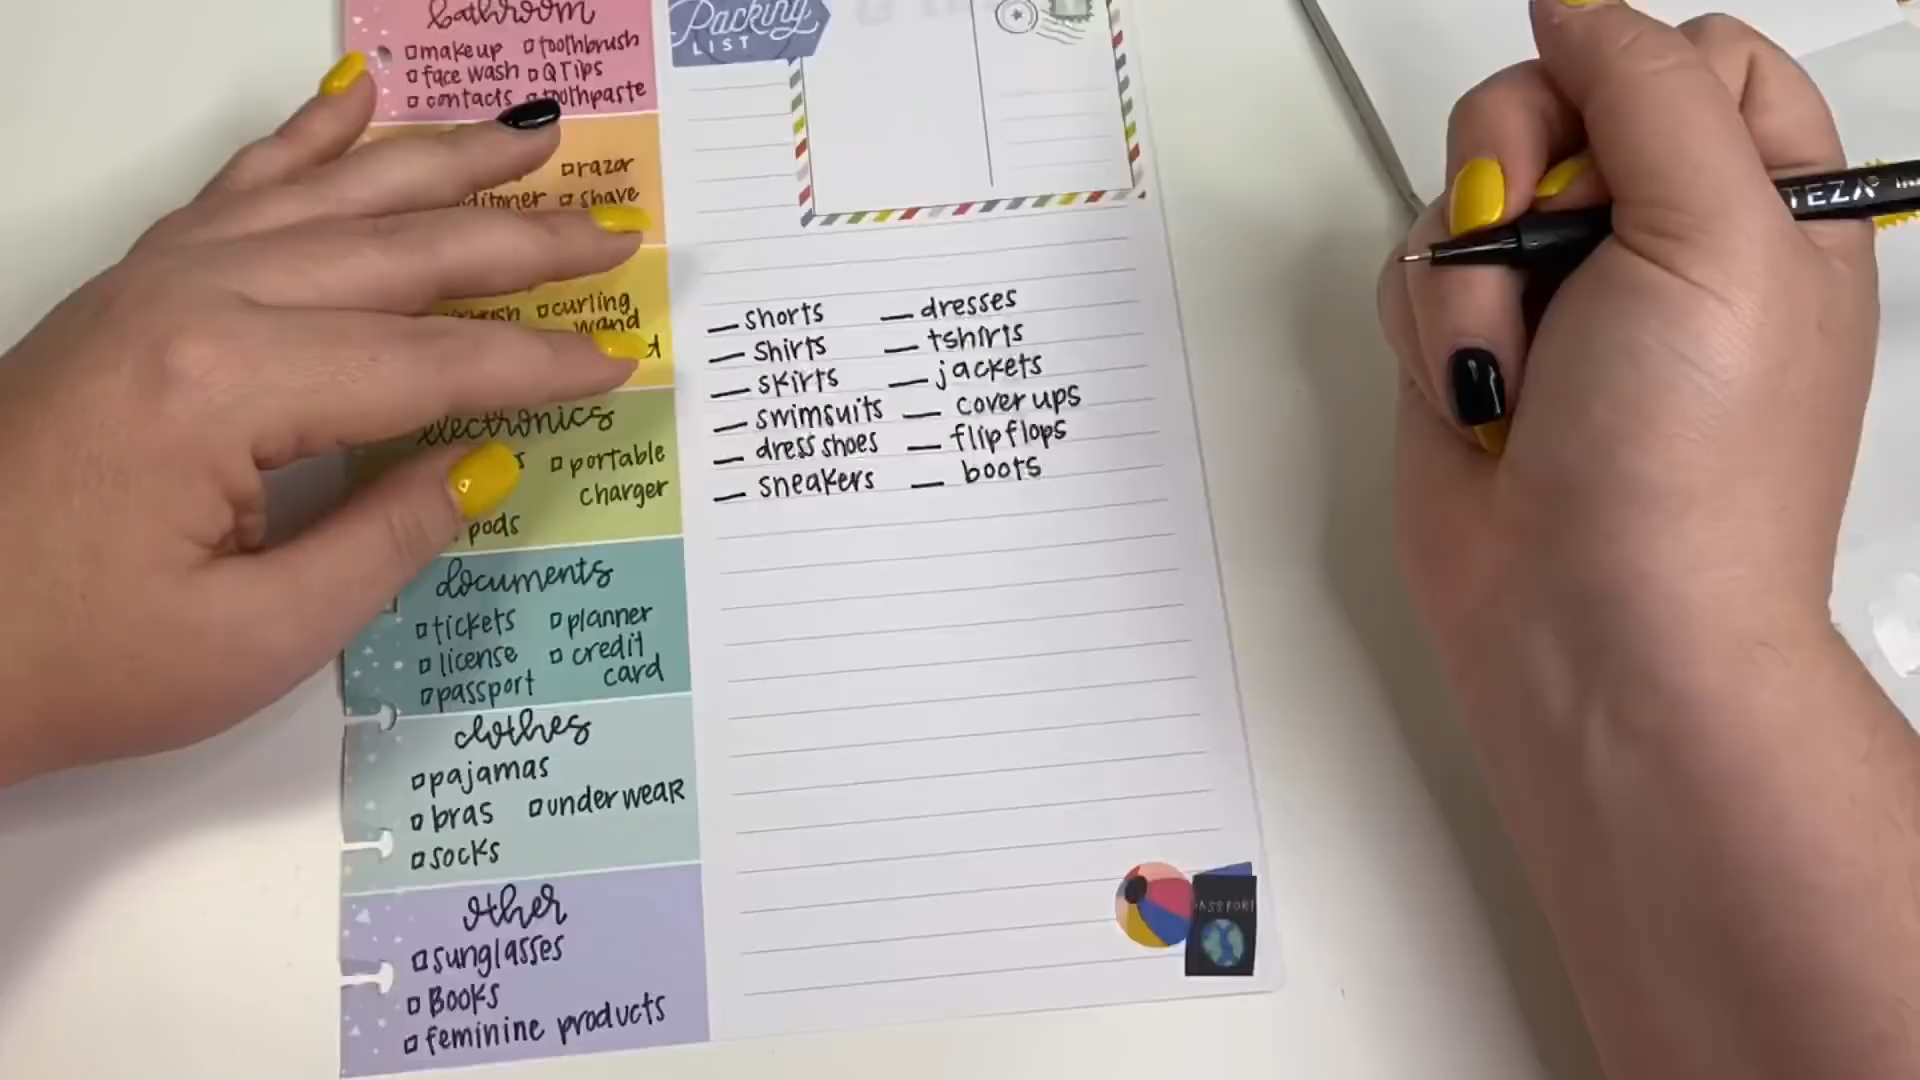 bathroom
makeup toothbrush
face wash QTips
contacts toothpaste
razor
shave
curling
wand
electronics
portable
charger
pods
documents
tickets planner
license credit
passport card
clothes
pajamas
bras underwear
socks
other
sunglasses
Books
feminine products
Packing
LIST
shorts dresses
shirts tshirts
skirts jackets
swimsuits cover ups
dress shoes flip flops
sneakers boots
PASSPORT
TEZA